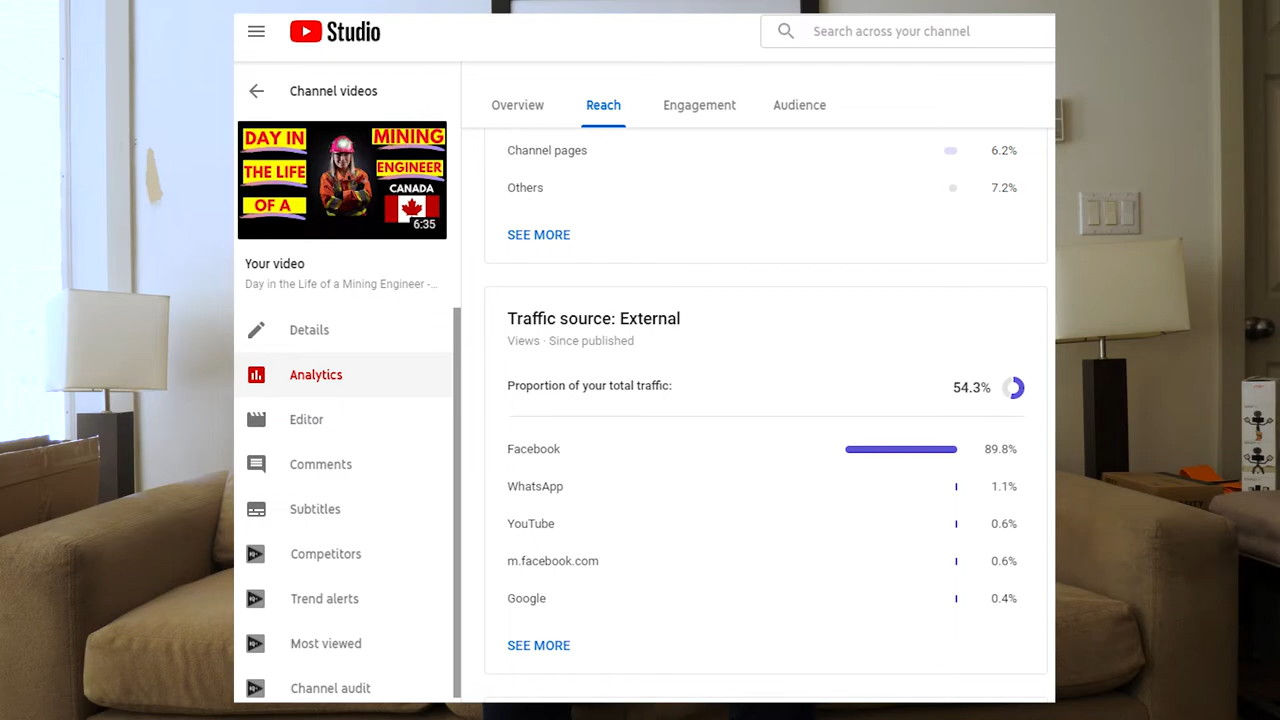 Studio
Search across your channel
Channel videos
Overview
Reach
Engagement
Audience
DAY IN
THE LIFE
OF A
MINING
ENGINEER
CANADA
6:35
Your video
Day in the Life of a Mining Engineer -...
Details
Analytics
Editor
Comments
Subtitles
Competitors
Trend alerts
Most viewed
Channel audit
Channel pages 6.2%
Others 7.2%
SEE MORE
Traffic source: External
Views · Since published
Proportion of your total traffic: 54.3%
Facebook 89.8%
WhatsApp 1.1%
YouTube 0.6%
m.facebook.com 0.6%
Google 0.4%
SEE MORE